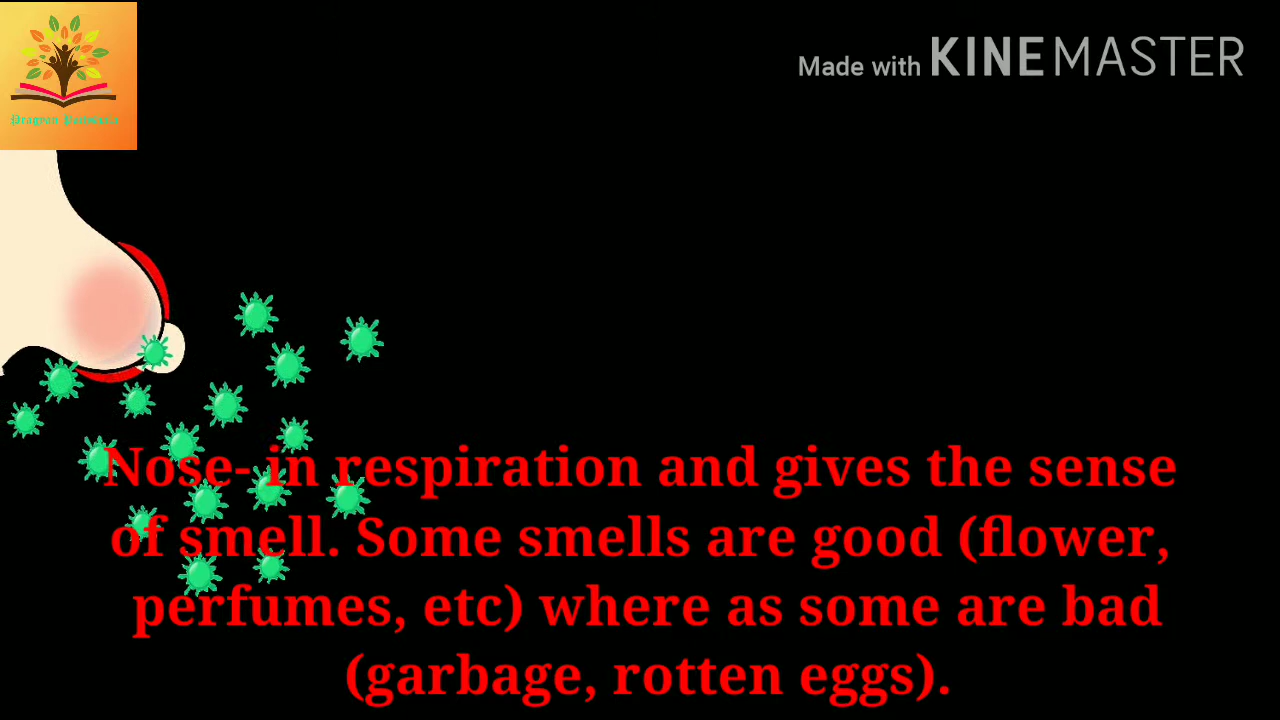 Made with KINEMASTER
Nose- in respiration and gives the sense
of smell. Some smells are good (flower,
perfumes, etc) where as some are bad
(garbage, rotten eggs).